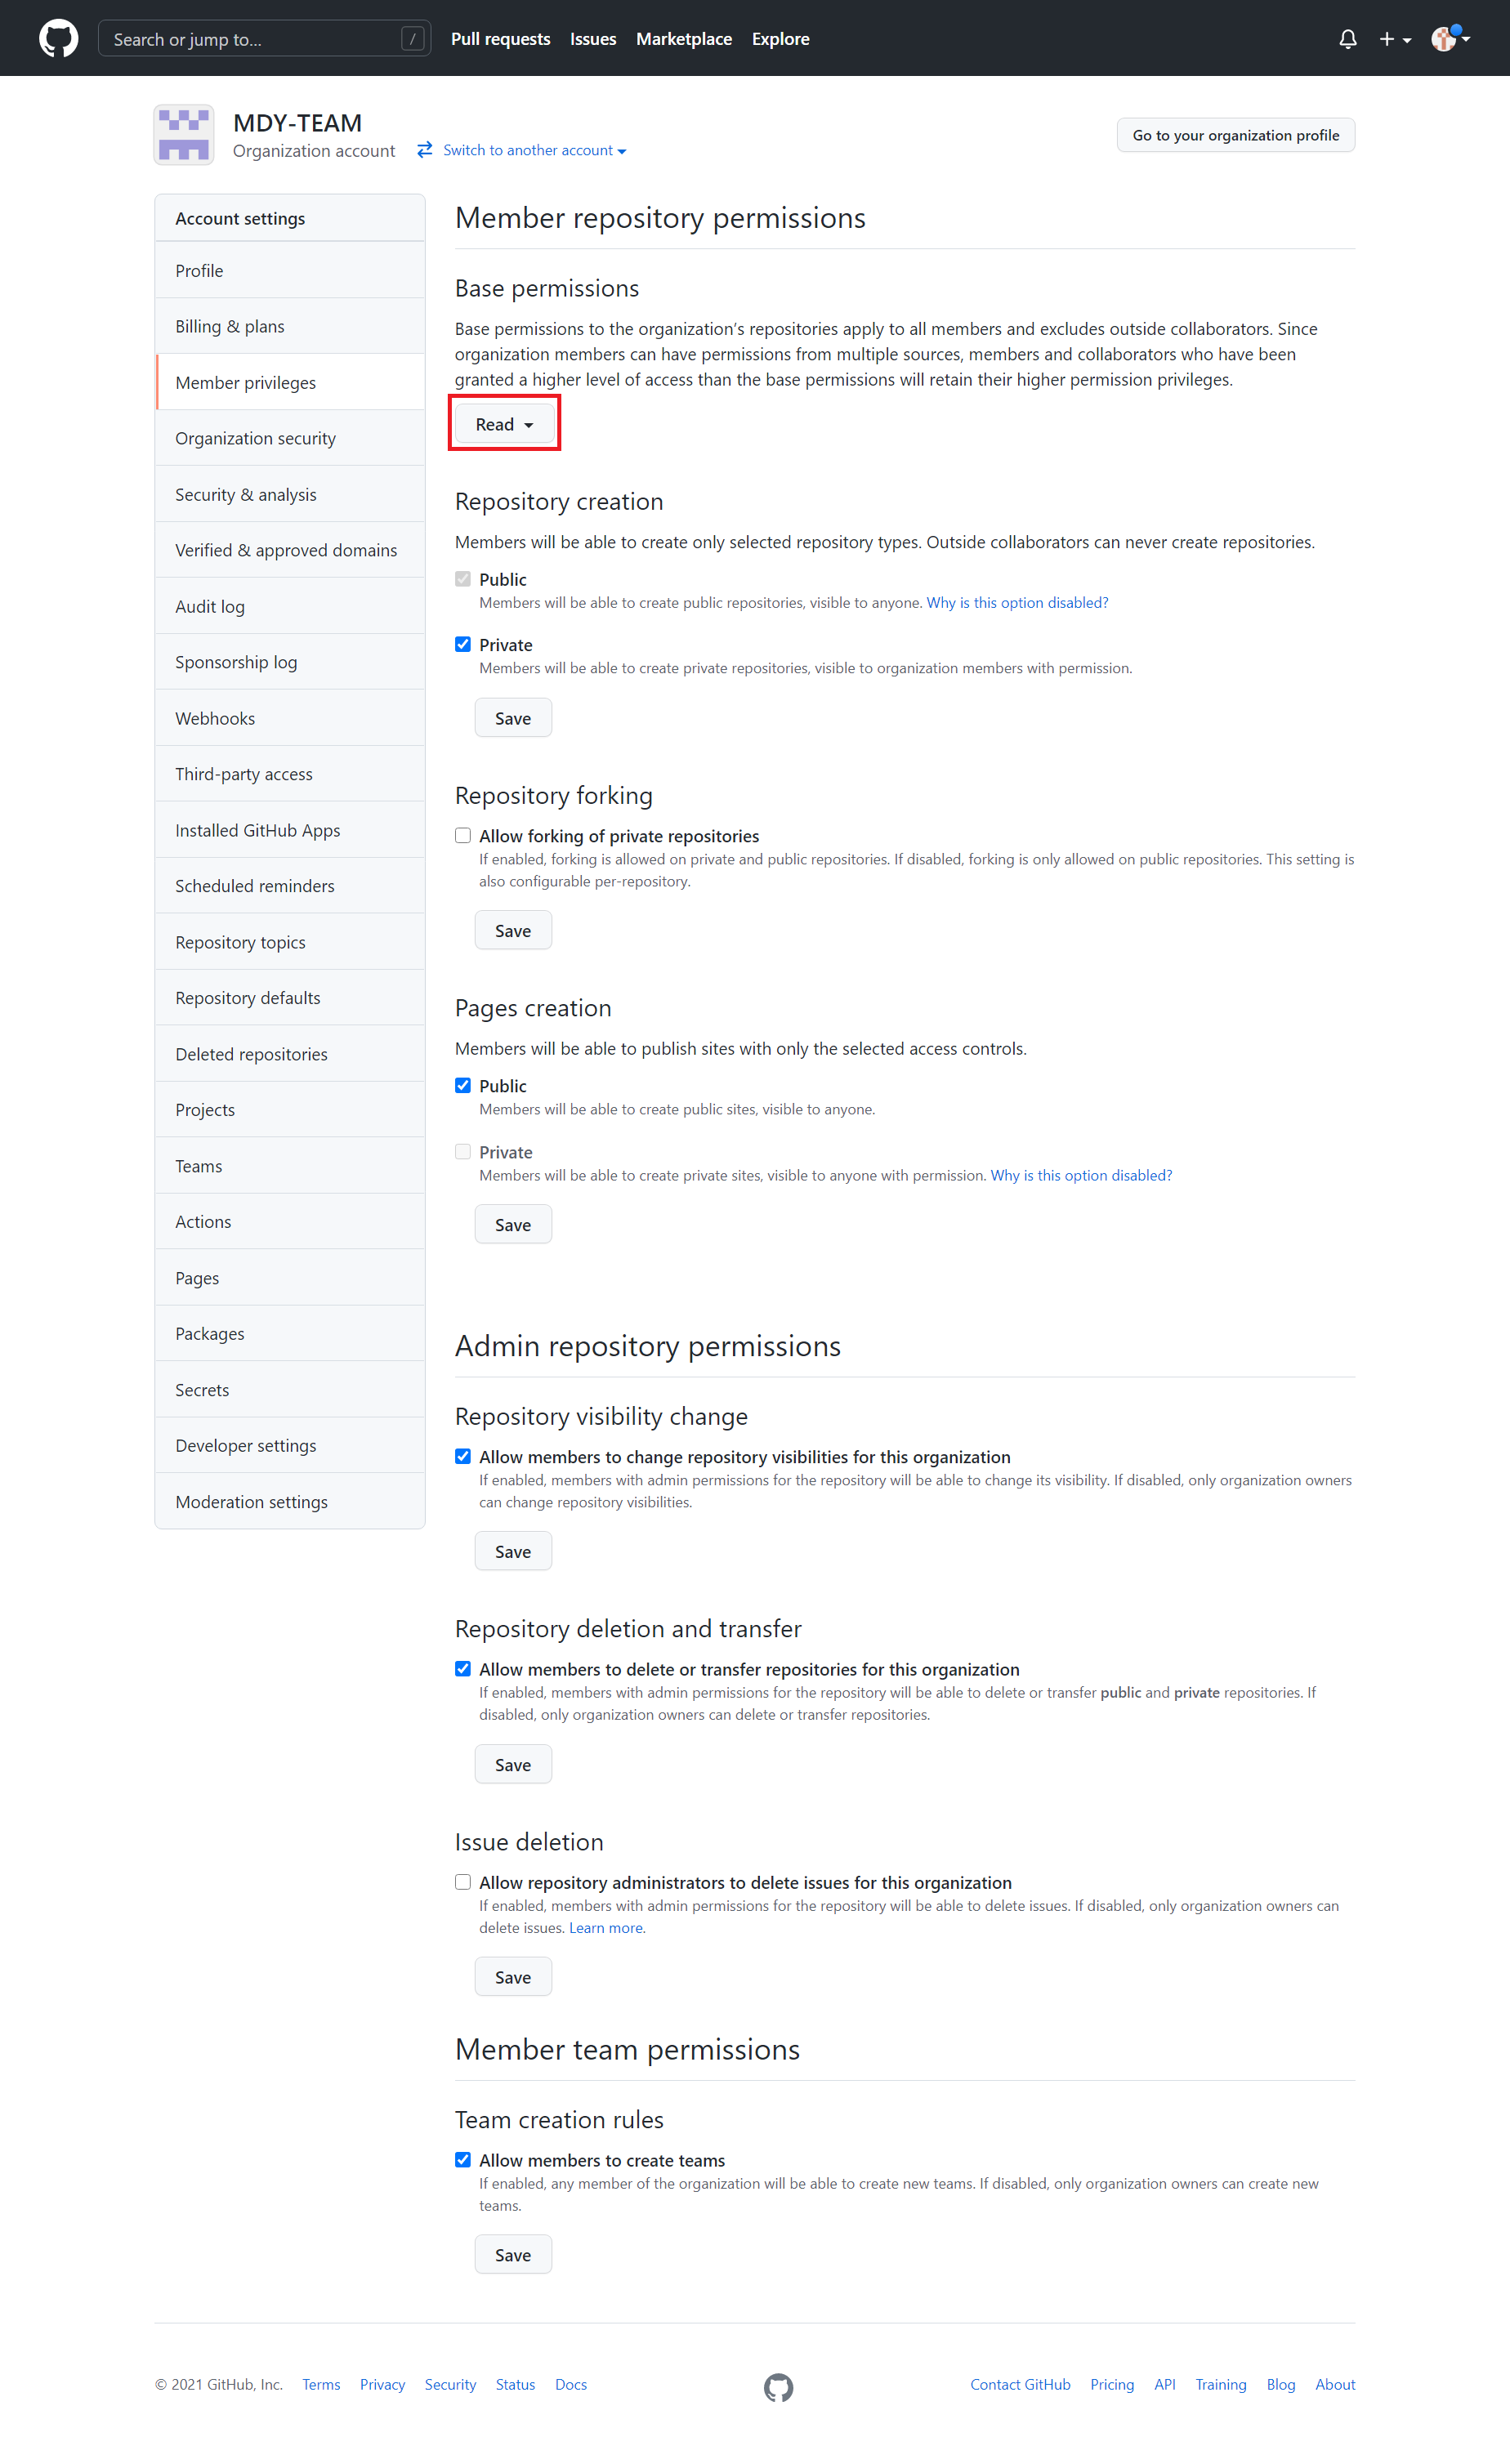 Search or jump to...
/
Pull requests
Issues
Marketplace
Explore
MDY-TEAM
Organization account
Switch to another account
Go to your organization profile
Account settings
Profile
Billing & plans
Member privileges
Organization security
Security & analysis
Verified & approved domains
Audit log
Sponsorship log
Webhooks
Third-party access
Installed GitHub Apps
Scheduled reminders
Repository topics
Repository defaults
Deleted repositories
Projects
Teams
Actions
Pages
Packages
Secrets
Developer settings
Moderation settings
Member repository permissions
Base permissions
Base permissions to the organization's repositories apply to all members and excludes outside collaborators. Since
organization members can have permissions from multiple sources, members and collaborators who have been
granted a higher level of access than the base permissions will retain their higher permission privileges.
Read
Repository creation
Members will be able to create only selected repository types. Outside collaborators can never create repositories.
Public
Members will be able to create public repositories, visible to anyone. Why is this option disabled?
Private
Members will be able to create private repositories, visible to organization members with permission.
Save
Repository forking
Allow forking of private repositories
If enabled, forking is allowed on private and public repositories. If disabled, forking is only allowed on public repositories. This setting is
also configurable per-repository.
Save
Pages creation
Members will be able to publish sites with only the selected access controls.
Public
Members will be able to create public sites, visible to anyone.
Private
Members will be able to create private sites, visible to anyone with permission. Why is this option disabled?
Save
Admin repository permissions
Repository visibility change
Allow members to change repository visibilities for this organization
If enabled, members with admin permissions for the repository will be able to change its visibility. If disabled, only organization owners
can change repository visibilities.
Save
Repository deletion and transfer
Allow members to delete or transfer repositories for this organization
If enabled, members with admin permissions for the repository will be able to delete or transfer public and private repositories. If
disabled, only organization owners can delete or transfer repositories.
Save
Issue deletion
Allow repository administrators to delete issues for this organization
If enabled, members with admin permissions for the repository will be able to delete issues. If disabled, only organization owners can
delete issues. Learn more.
Save
Member team permissions
Team creation rules
Allow members to create teams
If enabled, any member of the organization will be able to create new teams. If disabled, only organization owners can create new
teams.
Save
© 2021 GitHub, Inc.
Terms
Privacy
Security
Status
Docs
Contact GitHub
Pricing
API
Training
Blog
About